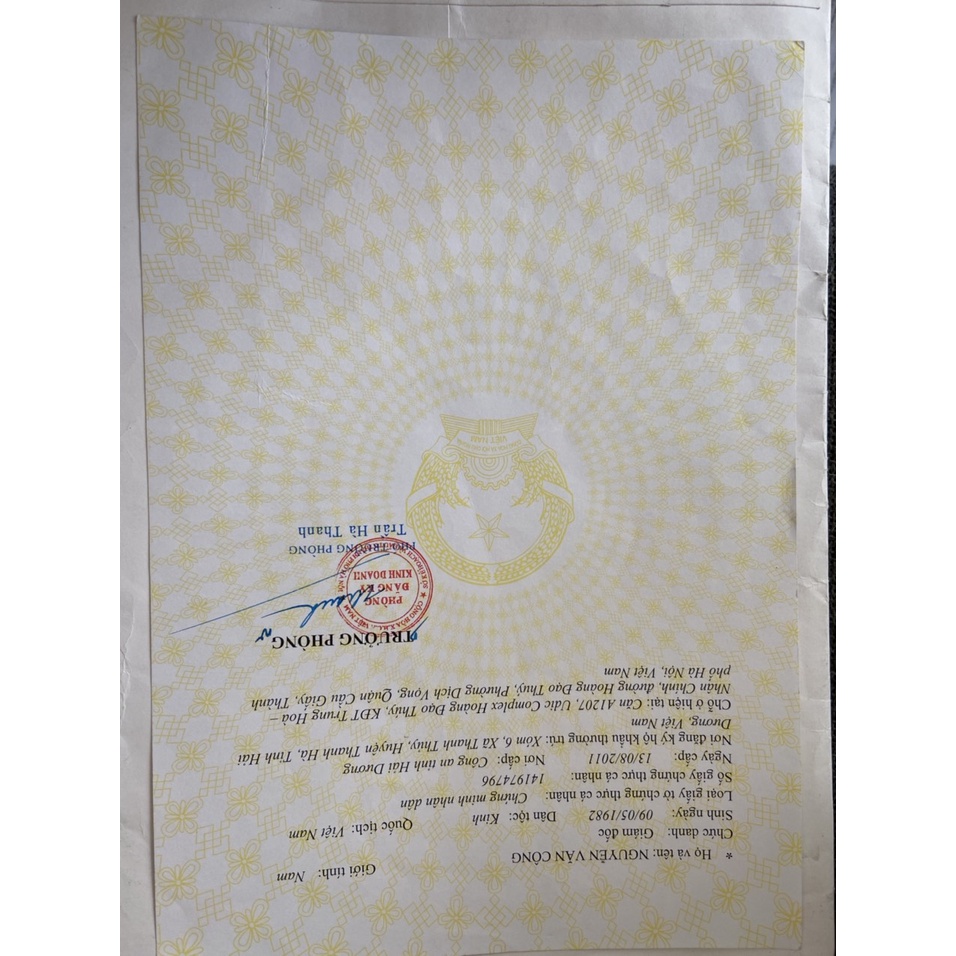 * Họ và tên: NGUYỄN VĂN CÔNG Giới tính: Nam
Chức danh: Giám đốc
Sinh ngày: 09/05/1982 Dân tộc: Kinh Quốc tịch: Việt Nam
Loại giấy tờ chứng thực cá nhân: Chứng minh nhân dân
Số giấy chứng thực cá nhân: 141974796
Ngày cấp: 13/08/2011 Nơi cấp: Công an tỉnh Hải Dương
Nơi đăng ký hộ khẩu thường trú: Xóm 6, Xã Thanh Thủy, Huyện Thanh Hà, Tỉnh Hải
Dương, Việt Nam
Chỗ ở hiện tại: Căn A1207, Udic Complex Hoàng Đạo Thuý, KĐT Trung Hoà –
Nhân Chính, đường Hoàng Đạo Thuý, Phường Dịch Vọng, Quận Cầu Giấy, Thành
phố Hà Nội, Việt Nam
TRƯỞNG PHÒNG
PHÒNG
ĐĂNG KÝ
KINH DOANH
PHÓ TRƯỞNG PHÒNG
Trần Hà Thanh
VIỆT NAM